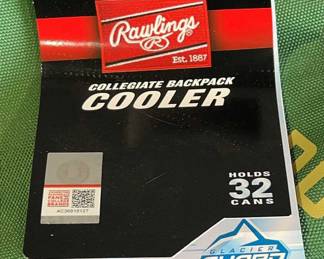 Rawlings
R
Est. 1887
COLLEGIATE BACKPACK
COOLER
HOLDS
32
CANS
GLACIER